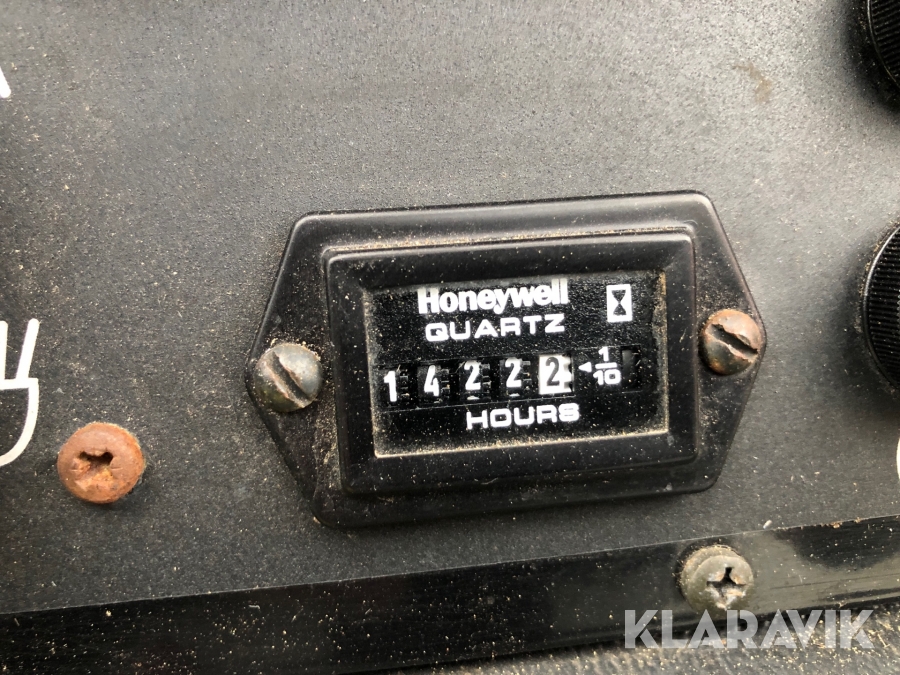 Honeywell
QUARTZ
1 4 2 2 2 1/10
HOURS
KLARAVIK